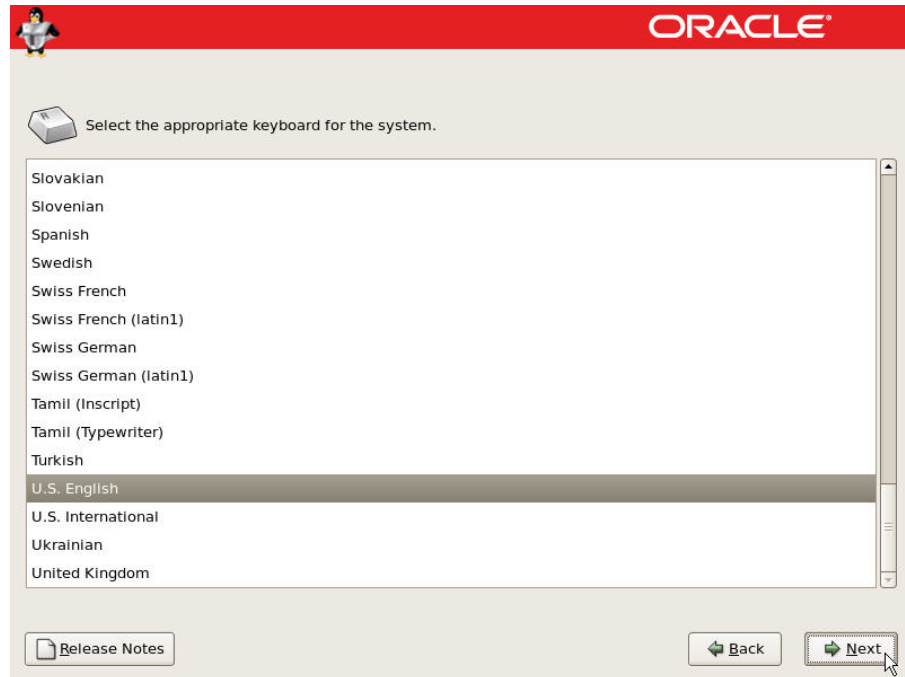 ORACLE®
Select the appropriate keyboard for the system.
Slovakian
Slovenian
Spanish
Swedish
Swiss French
Swiss French (latin1)
Swiss German
Swiss German (latin1)
Tamil (Inscript)
Tamil (Typewriter)
Turkish
U.S. English
U.S. International
Ukrainian
United Kingdom
Release Notes
Back
Next